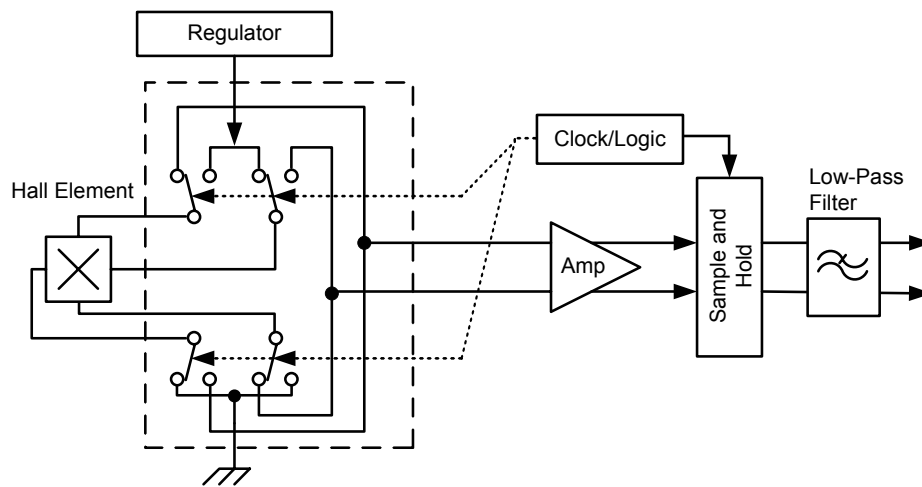 Regulator
Clock/Logic
Hall Element
Low-Pass
Filter
Amp
Sample and
Hold